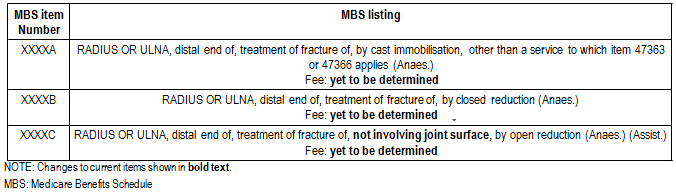 MBS item
Number
MBS listing
XXXXA
RADIUS OR ULNA, distal end of, treatment of fracture of, by cast immobilisation, other than a service to which item 47363
or 47366 applies (Anaes.)
Fee: yet to be determined
XXXXB
RADIUS OR ULNA, distal end of, treatment of fracture of, by closed reduction (Anaes.)
Fee: yet to be determined
XXXXC
RADIUS OR ULNA, distal end of, treatment of fracture of, not involving joint surface, by open reduction (Anaes.) (Assist.)
Fee: yet to be determined
NOTE: Changes to current items shown in bold text.
MBS: Medicare Benefits Schedule